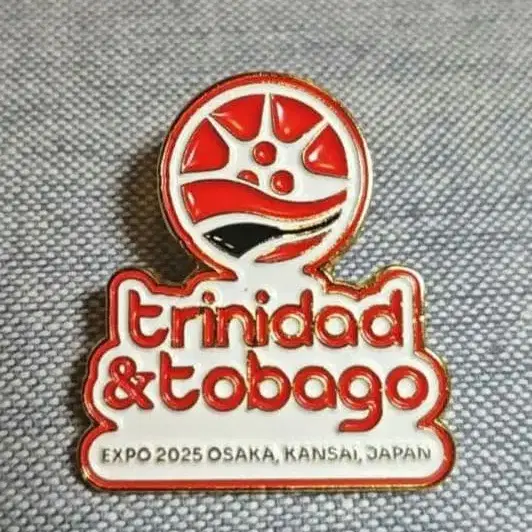 trinidad
&tobago
EXPO 2025 OSAKA, KANSAI, JAPAN